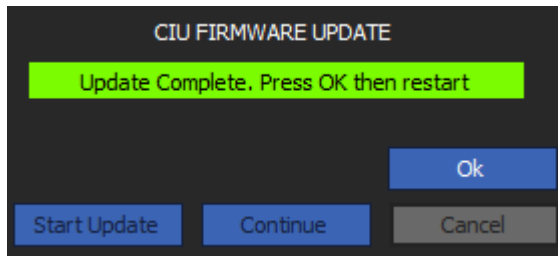 CIU FIRMWARE UPDATE
Update Complete. Press OK then restart
Ok
Start Update
Continue
Cancel